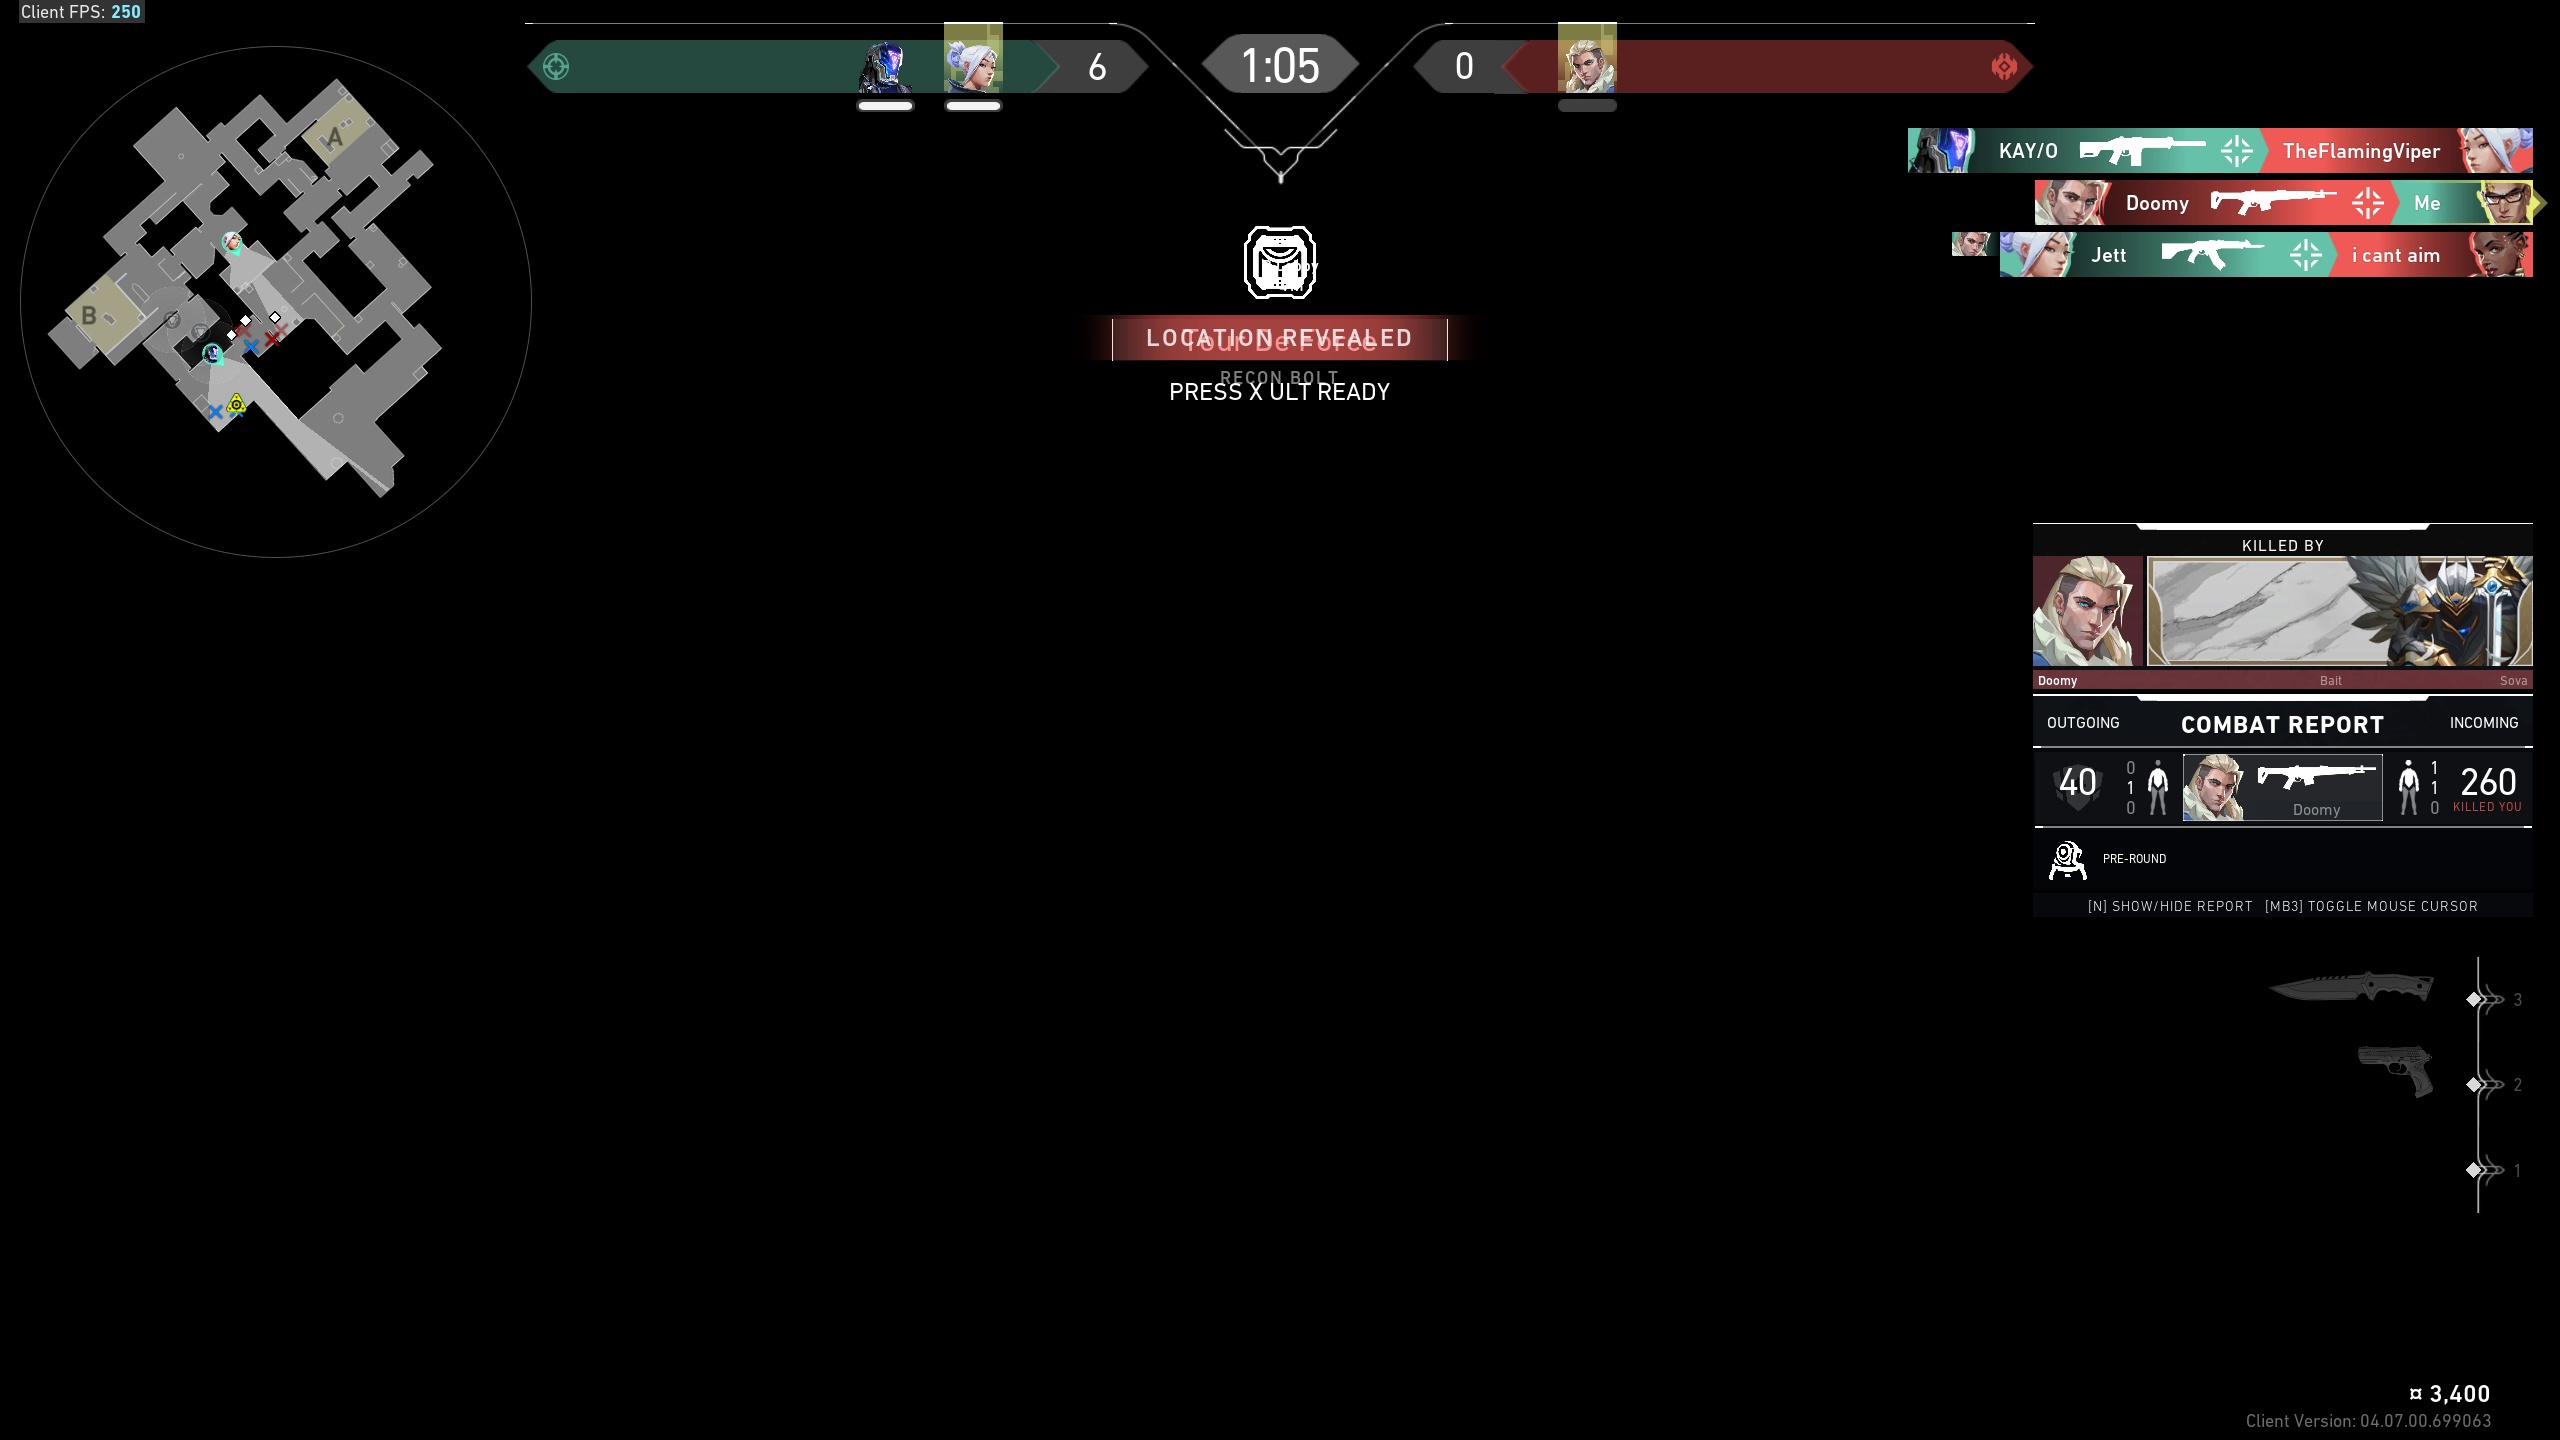 Client FPS: 250
6
1:05
0
A
B
KAY/O TheFlamingViper
Doomy Me
Jett i cant aim
LOCATION REVEALED
Tour De Force
RECON BOLT
PRESS X ULT READY
KILLED BY
Doomy Bait Sova
OUTGOING COMBAT REPORT INCOMING
40 0 1 0 Doomy 1 1 0 260
KILLED YOU
PRE-ROUND
[N] SHOW/HIDE REPORT [MB3] TOGGLE MOUSE CURSOR
3
2
1
¤ 3,400
Client Version: 04.07.00.699063